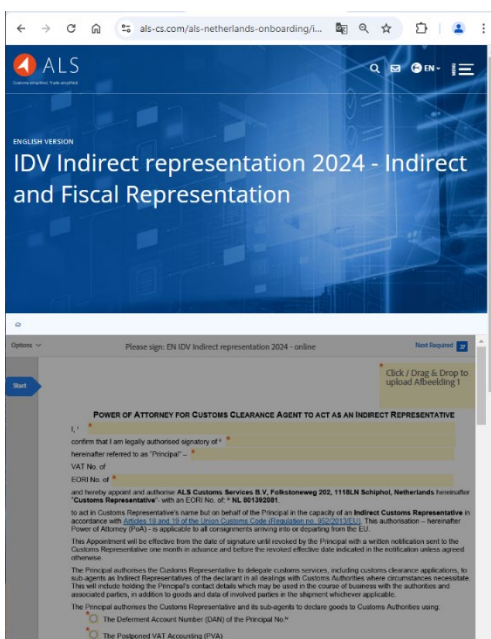 als-cs.com/als-netherlands-onboarding/i...
ALS
Customs simplified. Trade amplified.
EN
MENU
ENGLISH VERSION
IDV Indirect representation 2024 - Indirect
and Fiscal Representation
Options
Please sign: EN IDV Indirect representation 2024 - online
Next Required 27
Start
Click / Drag & Drop to
upload Afbeelding 1
POWER OF ATTORNEY FOR CUSTOMS CLEARANCE AGENT TO ACT AS AN INDIRECT REPRESENTATIVE
I, *
confirm that I am legally authorised signatory of *
hereinafter referred to as "Principal" –
VAT No. of
EORI No. of *
and hereby appoint and authorise ALS Customs Services B.V, Folkstoneweg 202, 1118LN Schiphol, Netherlands hereinafter
"Customs Representative"- with an EORI No. of: NL 801392081.
to act in Customs Representative's name but on behalf of the Principal in the capacity of an Indirect Customs Representative in
accordance with Articles 18 and 19 of the Union Customs Code (Regulation no. 952/2013/EU). This authorisation – hereinafter
Power of Attorney (PoA) - is applicable to all consignments arriving into or departing from the EU.
This Appointment will be effective from the date of signature until revoked by the Principal with a written notification sent to the
Customs Representative one month in advance and before the revoked effective date indicated in the notification unless agreed
otherwise.
The Principal authorises the Customs Representative to delegate customs services, including customs clearance applications, to
sub-agents as Indirect Representatives of the declarant in all dealings with Customs Authorities where circumstances necessitate.
This will include holding the Principal's contact details which may be used in the course of business with the authorities and
associated parties, in addition to goods and data of involved parties in the shipment whichever applicable.
The Principal authorises the Customs Representative and its sub-agents to declare goods to Customs Authorities using:
The Deferment Account Number (DAN) of the Principal No.
The Postponed VAT Accounting (PVA)